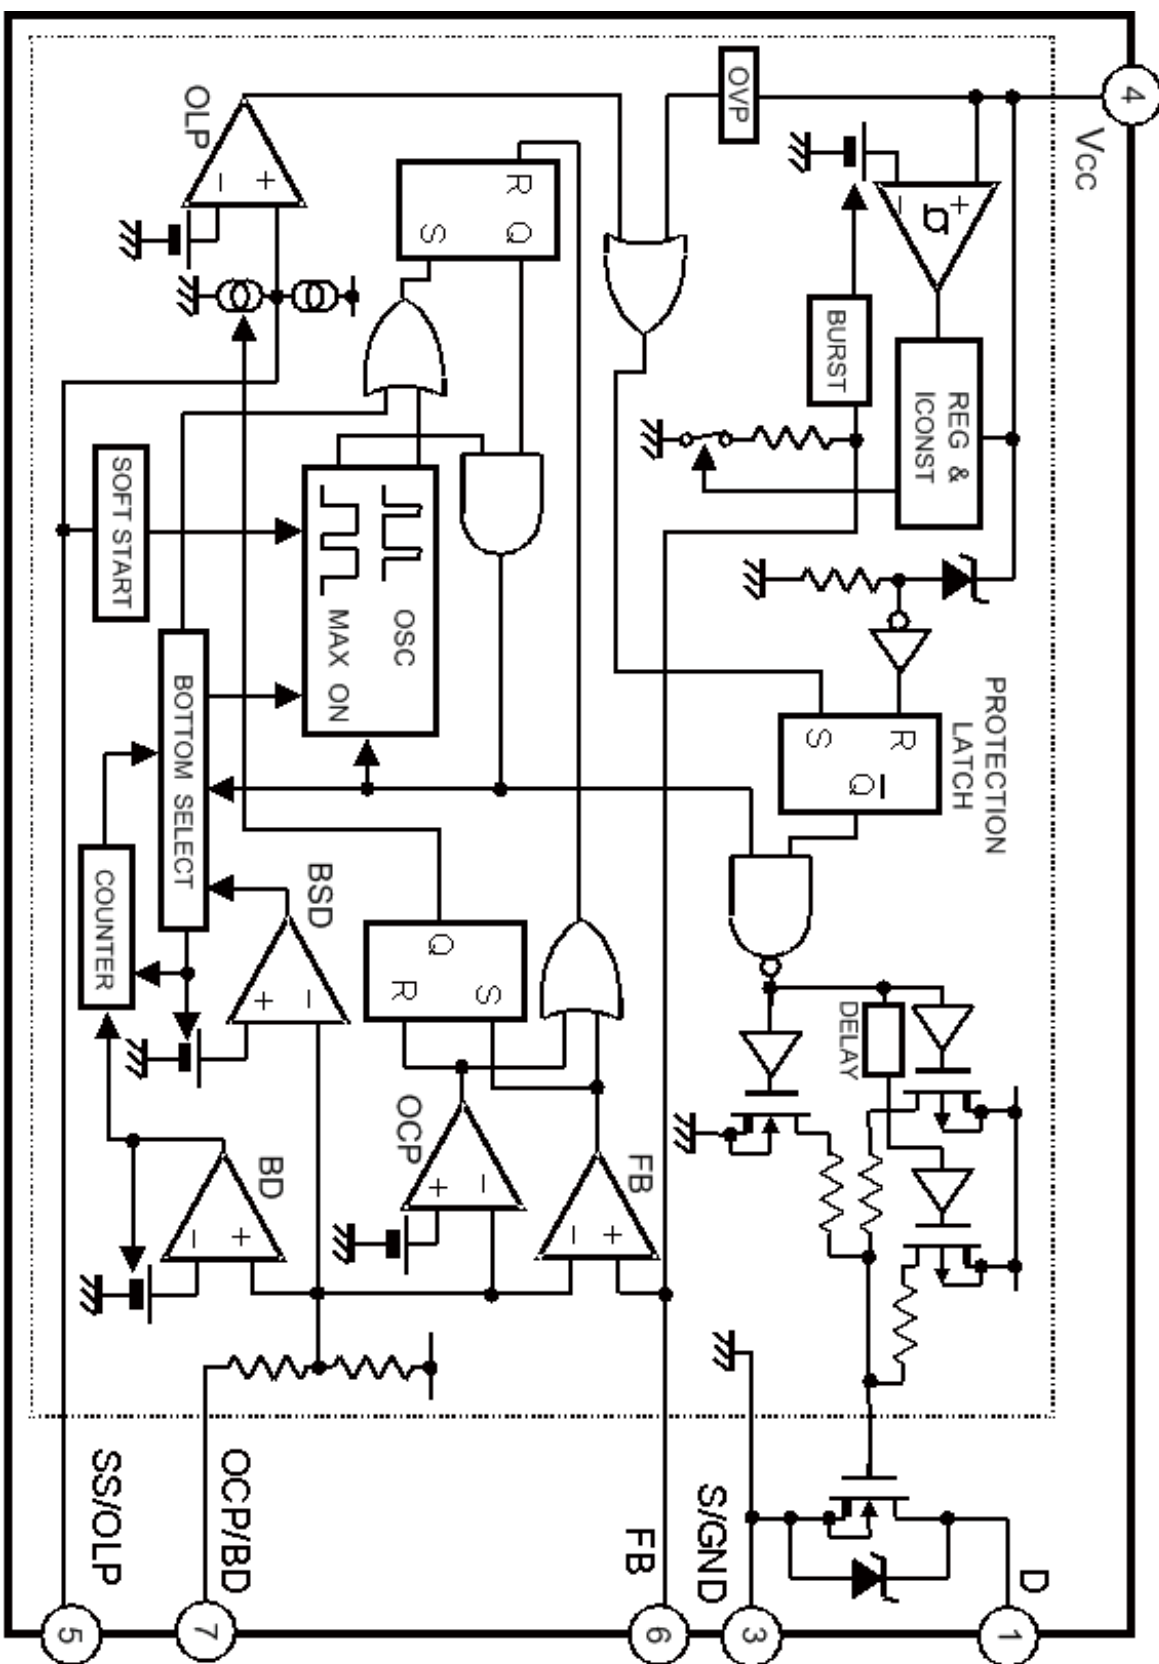 4
Vcc
D
1
+
−
REG &
ICONST
PROTECTION
LATCH
R
Q
S
DELAY
BURST
OVP
S/GND
3
FB
6
FB
+
−
R Q
S
OSC
MAX ON
S
Q
R
OCP
−
+
BSD
−
+
BD
+
−
OLP
+
−
OCP/BD
7
BOTTOM SELECT
SOFT START
COUNTER
SS/OLP
5